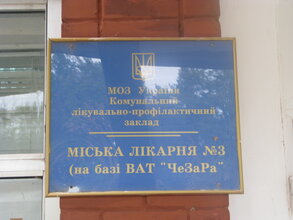 МОЗ України
Комунальний
лікувально-профілактичний
заклад
МІСЬКА ЛІКАРНЯ №3
(на базі ВАТ "ЧеЗаРа"